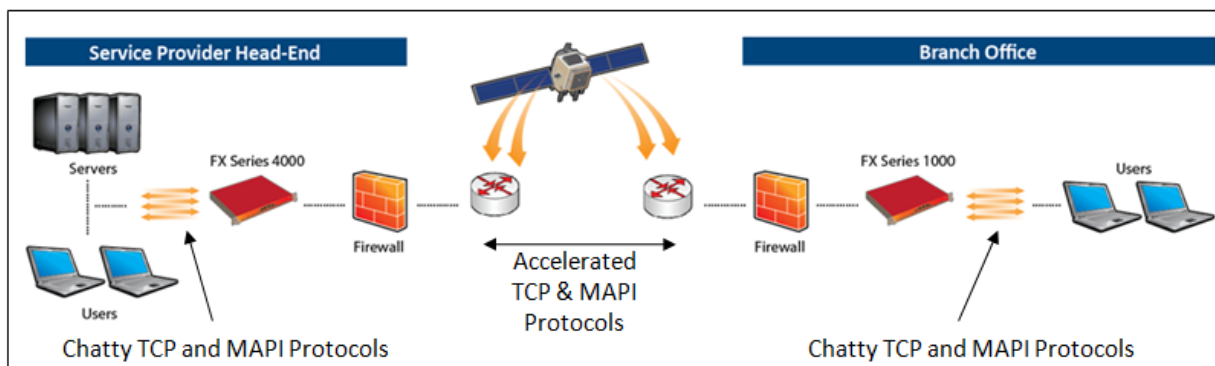 Service Provider Head-End
Branch Office
Servers
FX Series 4000
Firewall
Users
Accelerated
TCP & MAPI
Protocols
Firewall
FX Series 1000
Users
Chatty TCP and MAPI Protocols
Chatty TCP and MAPI Protocols